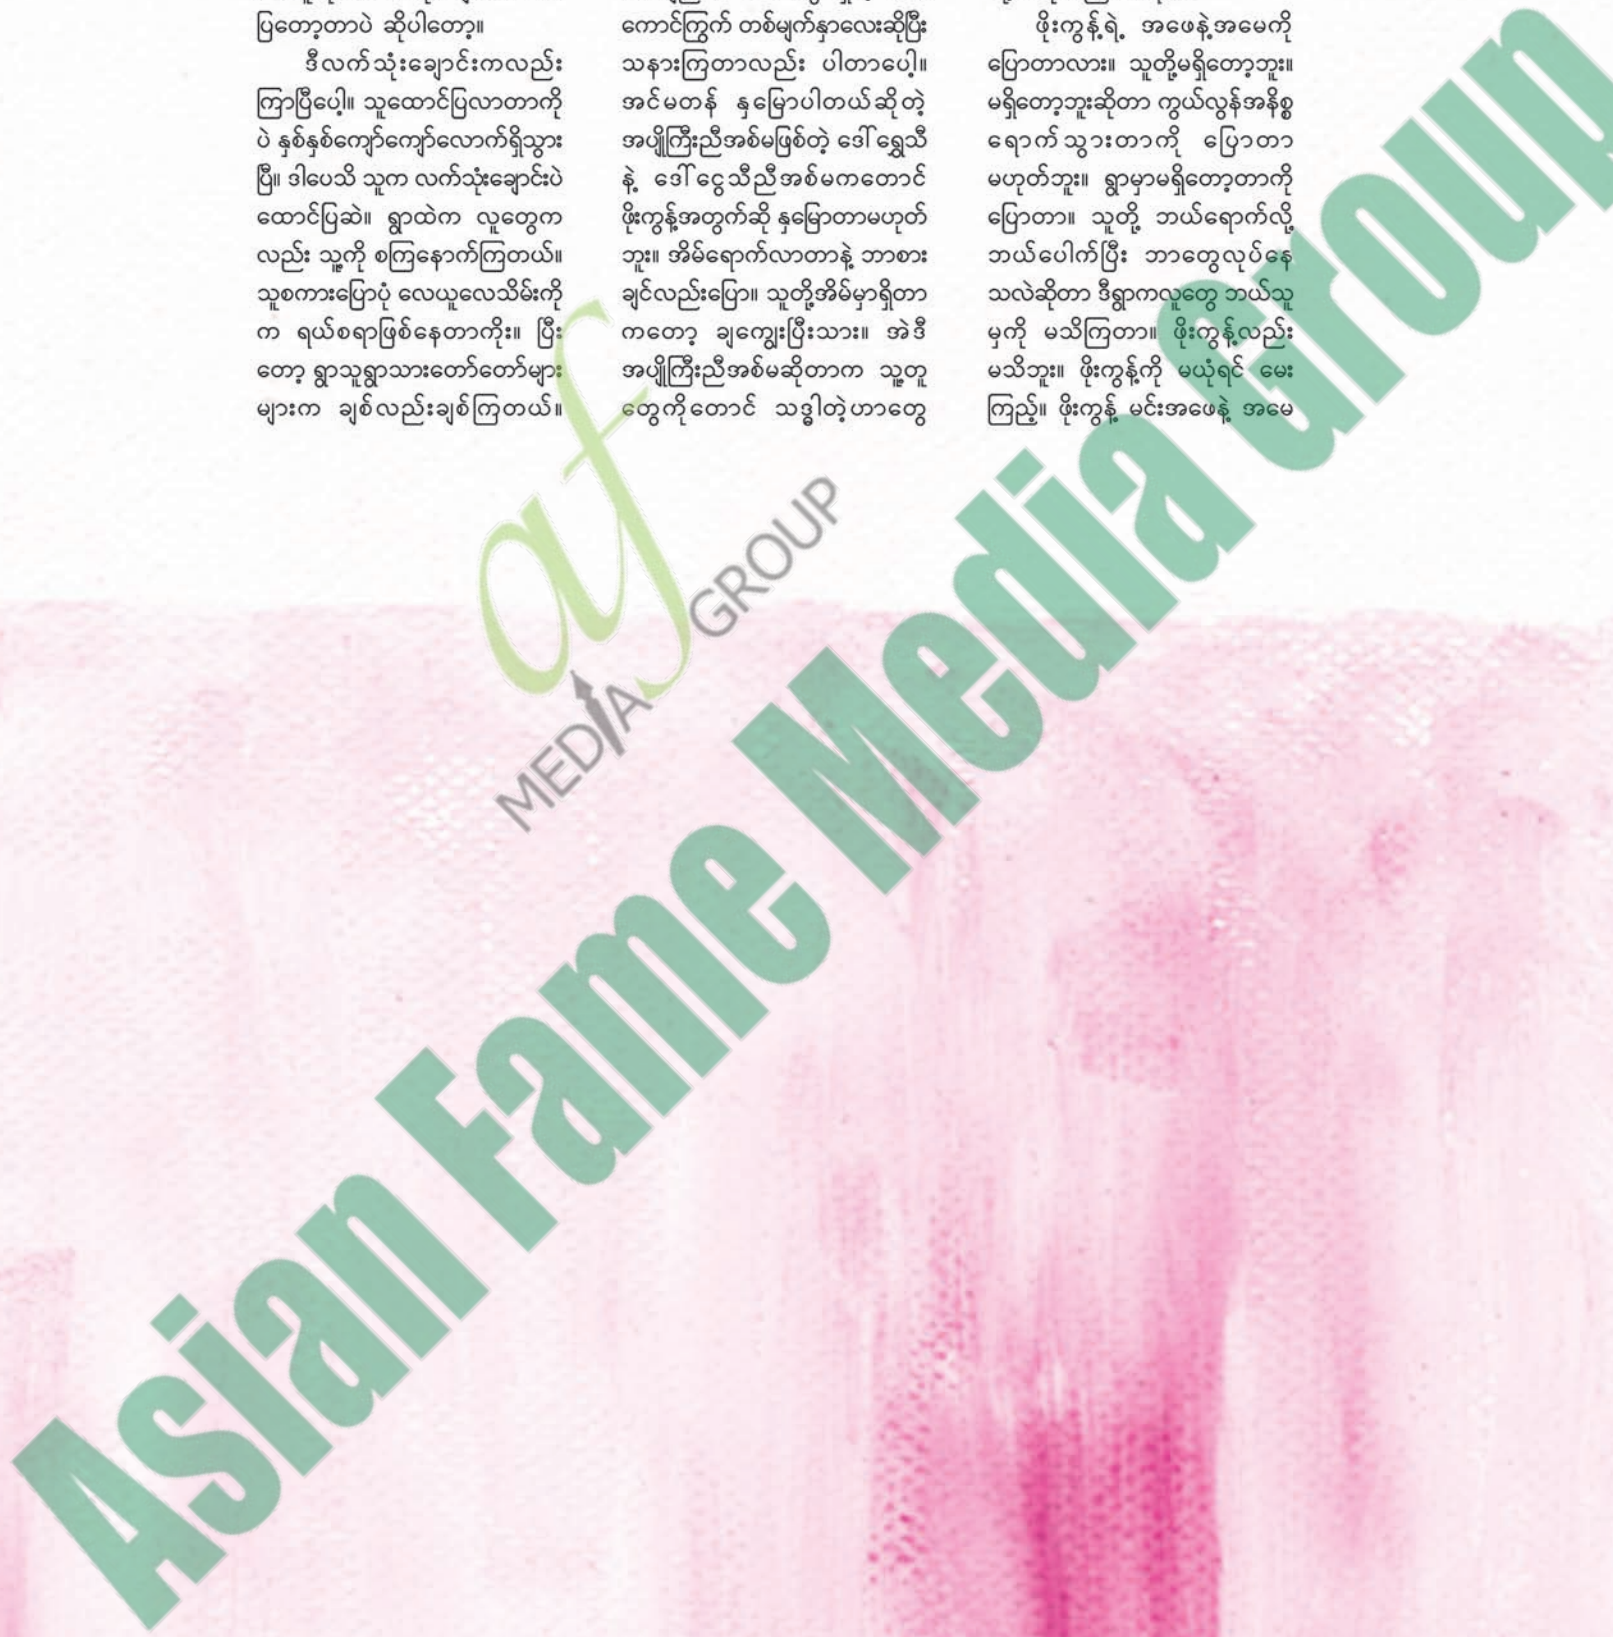 ပြတော့တာပဲ ဆိုပါတော့။
ဒီလက်သုံးချောင်းကလည်း
ကြာပြီပေါ့။ သူထောင်ပြလာတာကို
ပဲ နှစ်နှစ်ကျော်ကျော်လောက်ရှိသွား
ပြီ။ ဒါပေသိ သူက လက်သုံးချောင်းပဲ
ထောင်ပြဆဲ။ ရွာထဲက လူတွေက
လည်း သူ့ကို စကြနောက်ကြတယ်။
သူစကားပြောပုံ လေယူလေသိမ်းကို
က ရယ်စရာဖြစ်နေတာကိုး။ ပြီး
တော့ ရွာသူရွာသားတော်တော်များ
များက ချစ်လည်းချစ်ကြတယ်။
ကောင်ကြွက် တစ်မျက်နှာလေးဆိုပြီး
သနားကြတာလည်း ပါတာပေါ့။
အင်မတန် နှမြောပါတယ်ဆိုတဲ့
အပျိုကြီးညီအစ်မဖြစ်တဲ့ ဒေါ်ရွှေသီ
နဲ့ ဒေါ်ငွေသီညီအစ်မကတောင်
ဖိုးကွန့်အတွက်ဆို နှမြောတာမဟုတ်
ဘူး။ အိမ်ရောက်လာတာနဲ့ ဘာစား
ချင်လည်းပြော။ သူတို့အိမ်မှာရှိတာ
ကတော့ ချကျွေးပြီးသား။ အဲဒီ
အပျိုကြီးညီအစ်မဆိုတာက သူ့တူ
တွေကိုတောင် သဒ္ဓါတဲ့ဟာတွေ
ဖိုးကွန့်ရဲ့ အဖေနဲ့အမေကို
ပြောတာလား။ သူတို့မရှိတော့ဘူး။
မရှိတော့ဘူးဆိုတာ ကွယ်လွန်အနိစ္စ
ရောက်သွားတာကို ပြောတာ
မဟုတ်ဘူး။ ရွာမှာမရှိတော့တာကို
ပြောတာ။ သူတို့ ဘယ်ရောက်လို့
ဘယ်ပေါက်ပြီး ဘာတွေလုပ်နေ
သလဲဆိုတာ ဒီရွာကလူတွေ ဘယ်သူ
မှကို မသိကြတာ။ ဖိုးကွန့်လည်း
မသိဘူး။ ဖိုးကွန့်ကို မယုံရင် မေး
ကြည့်။ ဖိုးကွန့် မင်းအဖေနဲ့ အမေ
af
MEDIA GROUP
Asian Fame Media Group